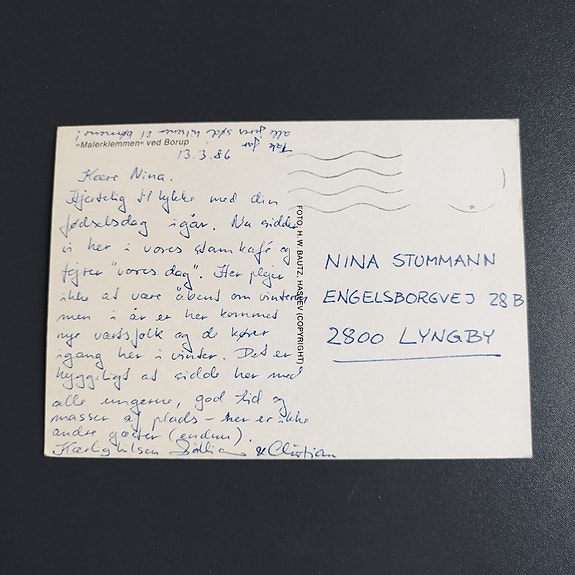 Tak for
alle jeres søde hilsner til børnene!
»Malerklemmen« ved Borup
13.3.86
Kære Nina.
Hjertelig til lykke med din
fødselsdag igår. Nu sidder
vi her i vores stamkafé og
fejrer "vores dag". Her plejer
ikke at være åbent om vinteren
men i år er her kommet
nye værtsfolk og de kører
igang her i vinter. Det er
hyggeligt at sidde her med
alle ungerne, god tid og
masser af plads - her er ikke
andre gæster (endnu).
Kærlig hilsen & Christian
FOTO, H. W. BAUTZ, HASLEV (COPYRIGHT)
NINA STUMMANN
ENGELSBORGVEJ 28 B
2800 LYNGBY